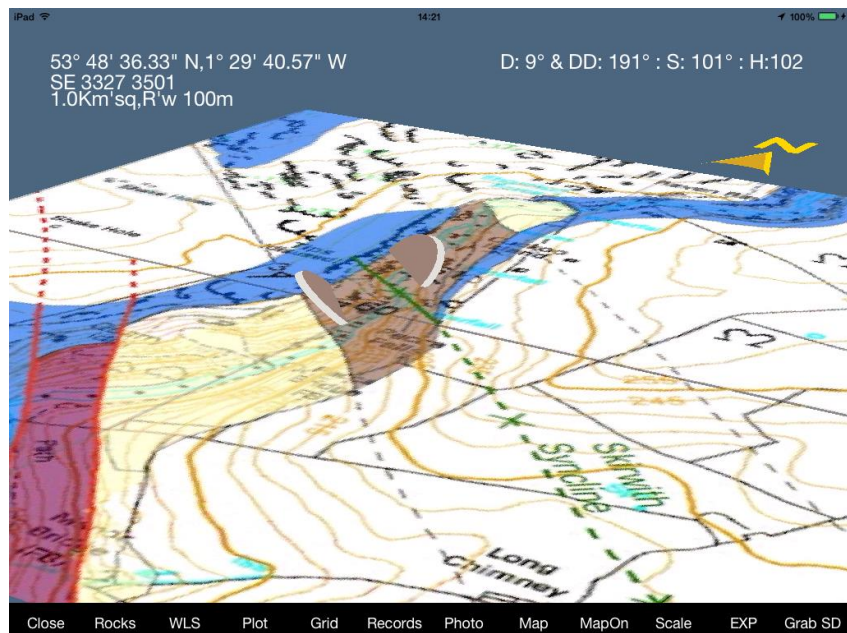 iPad 14:21 100%
53° 48' 36.33" N,1° 29' 40.57" W
D: 9° & DD: 191° : S: 101° : H:102
SE 3327 3501
1.0Km'sq,R'w 100m
Skirwith
Syncline
Long
Chimney
Close Rocks WLS Plot Grid Records Photo Map MapOn Scale EXP Grab SD